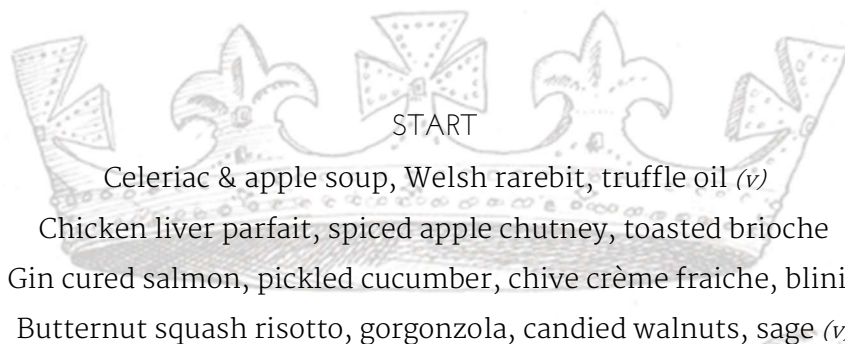 START
Celeriac & apple soup, Welsh rarebit, truffle oil (v)
Chicken liver parfait, spiced apple chutney, toasted brioche
Gin cured salmon, pickled cucumber, chive crème fraiche, blini
Butternut squash risotto, gorgonzola, candied walnuts, sage (v)